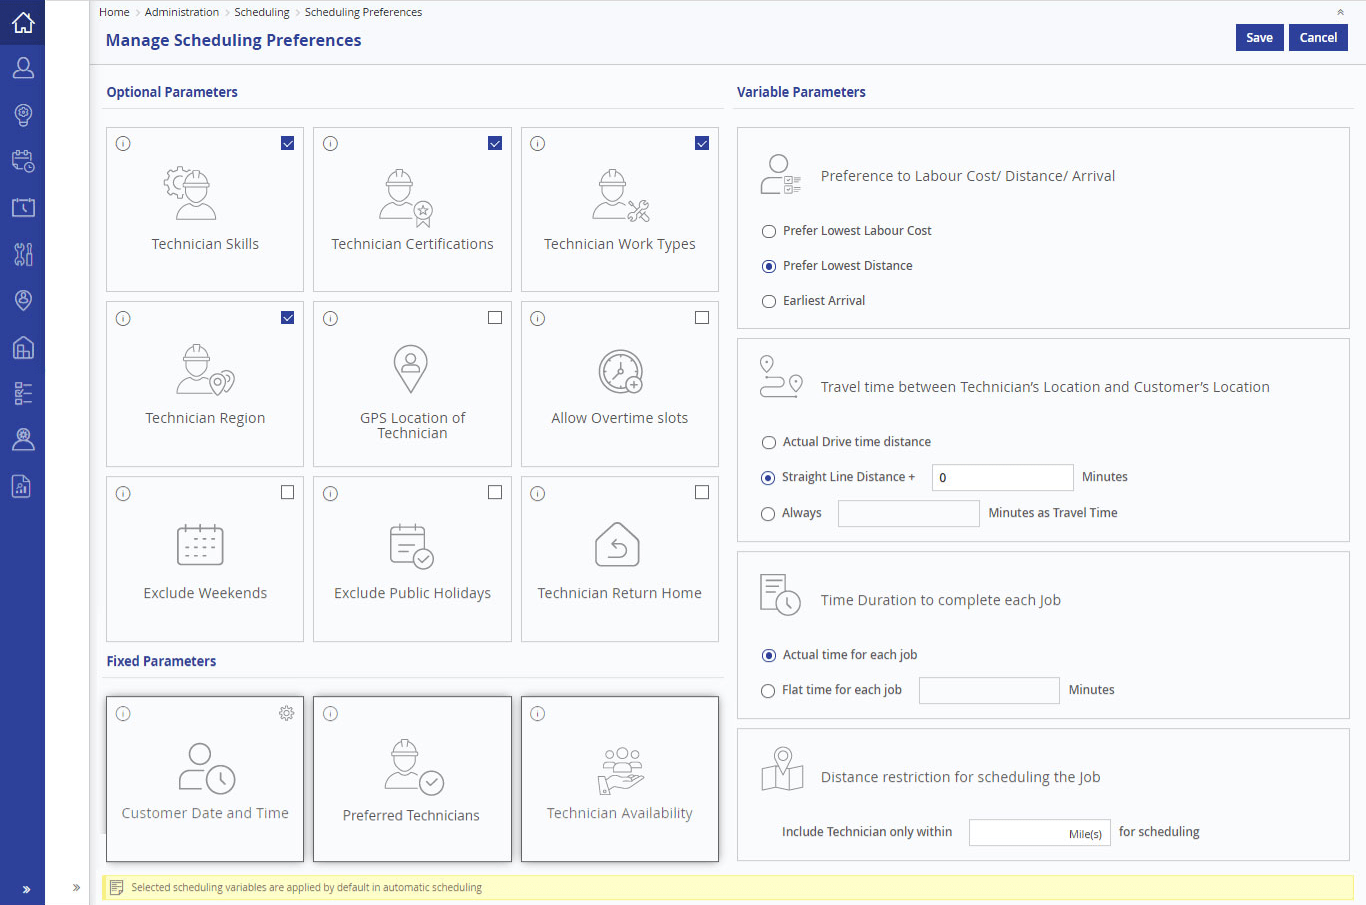 Home > Administration > Scheduling > Scheduling Preferences
Manage Scheduling Preferences
Save
Cancel
Optional Parameters
Technician Skills
Technician Certifications
Technician Work Types
Technician Region
GPS Location of
Technician
Allow Overtime slots
Exclude Weekends
Exclude Public Holidays
Technician Return Home
Fixed Parameters
Customer Date and Time
Preferred Technicians
Technician Availability
Variable Parameters
Preference to Labour Cost/ Distance/ Arrival
Prefer Lowest Labour Cost
Prefer Lowest Distance
Earliest Arrival
Travel time between Technician's Location and Customer's Location
Actual Drive time distance
Straight Line Distance + 0 Minutes
Always Minutes as Travel Time
Time Duration to complete each Job
Actual time for each job
Flat time for each job Minutes
Distance restriction for scheduling the Job
Include Technician only within Mile(s) for scheduling
Selected scheduling variables are applied by default in automatic scheduling